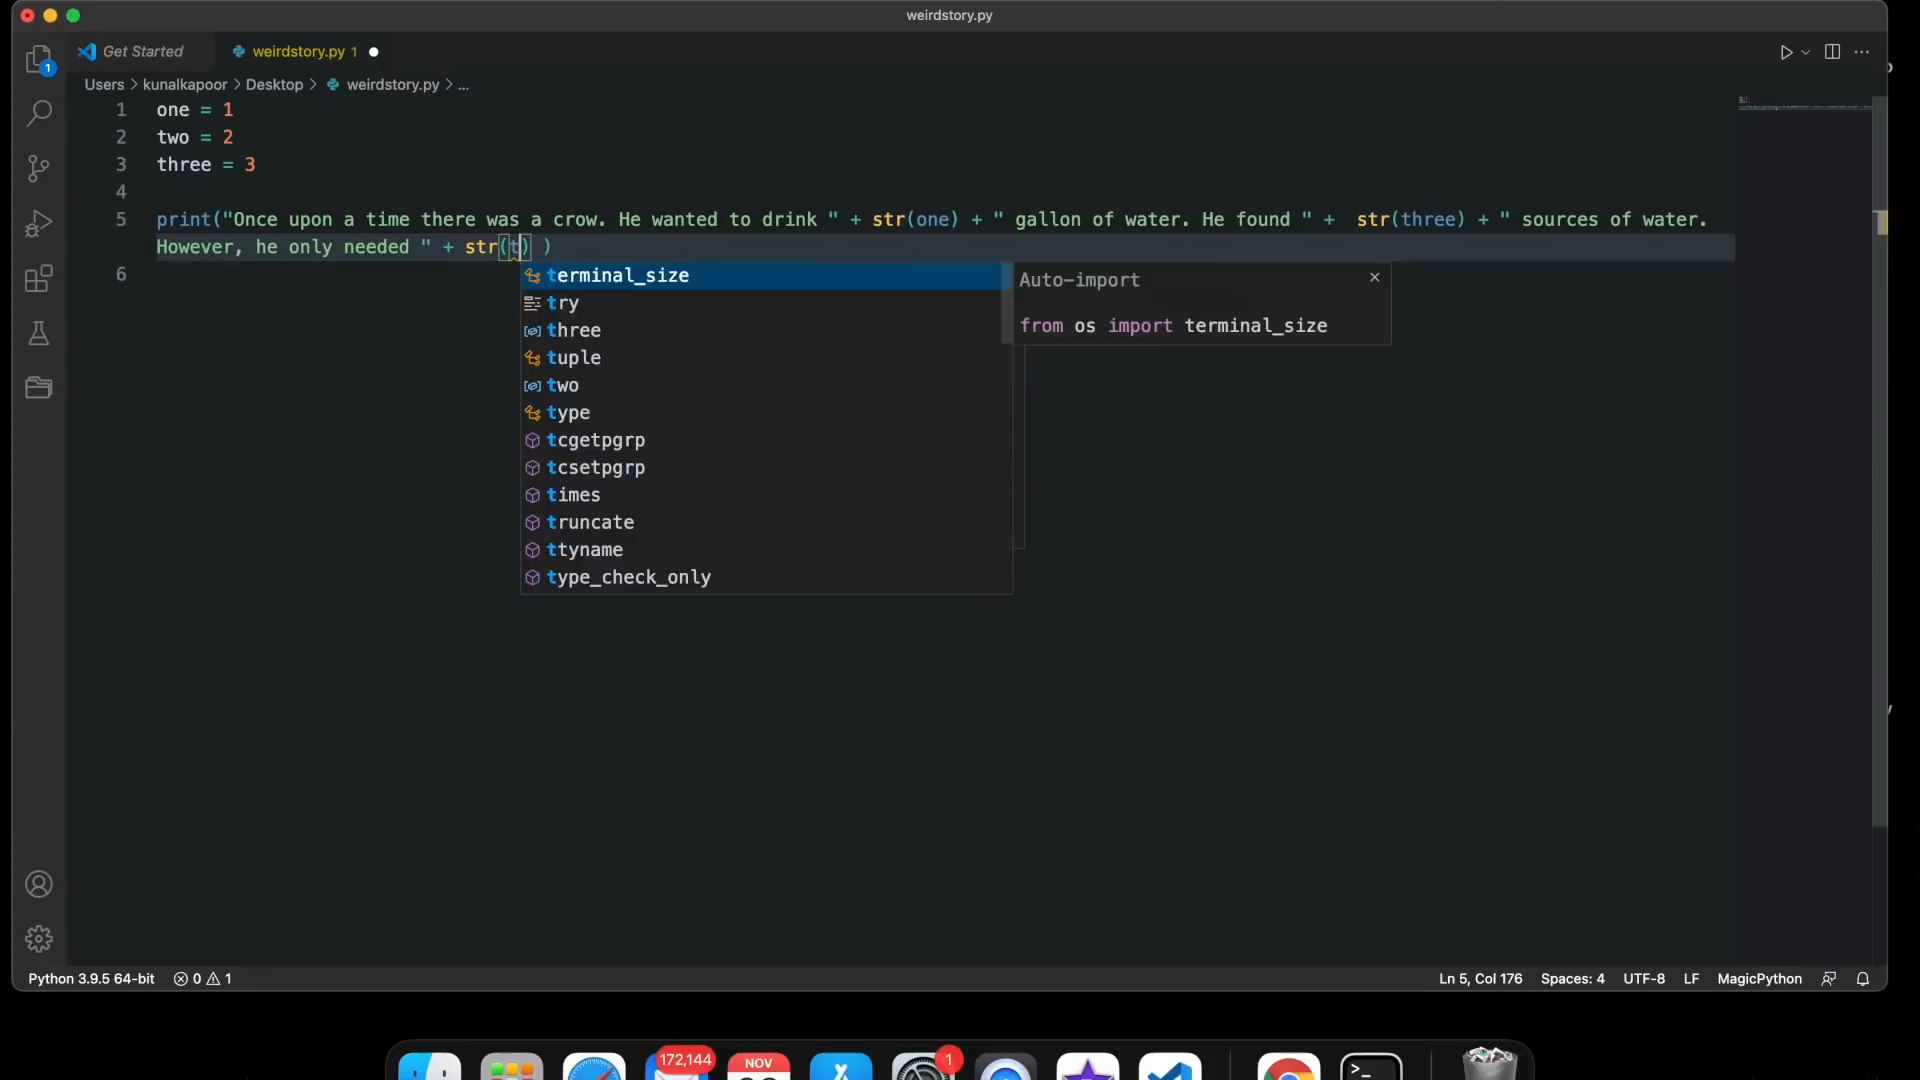 weirdstory.py
Get Started
weirdstory.py 1
Users > kunalkapoor > Desktop > weirdstory.py > ...
1
1 one = 1
2 two = 2
3 three = 3
4
5 print("Once upon a time there was a crow. He wanted to drink " + str(one) + " gallon of water. He found " +  str(three) + " sources of water.
However, he only needed " + str(t) )
6
terminal_size
try
three
tuple
two
type
tcgetpgrp
tcsetpgrp
times
truncate
ttyname
type_check_only
Auto-import
from os import terminal_size
Python 3.9.5 64-bit 0 1
Ln 5, Col 176 Spaces: 4 UTF-8 LF MagicPython
172,144
NOV
1
>_